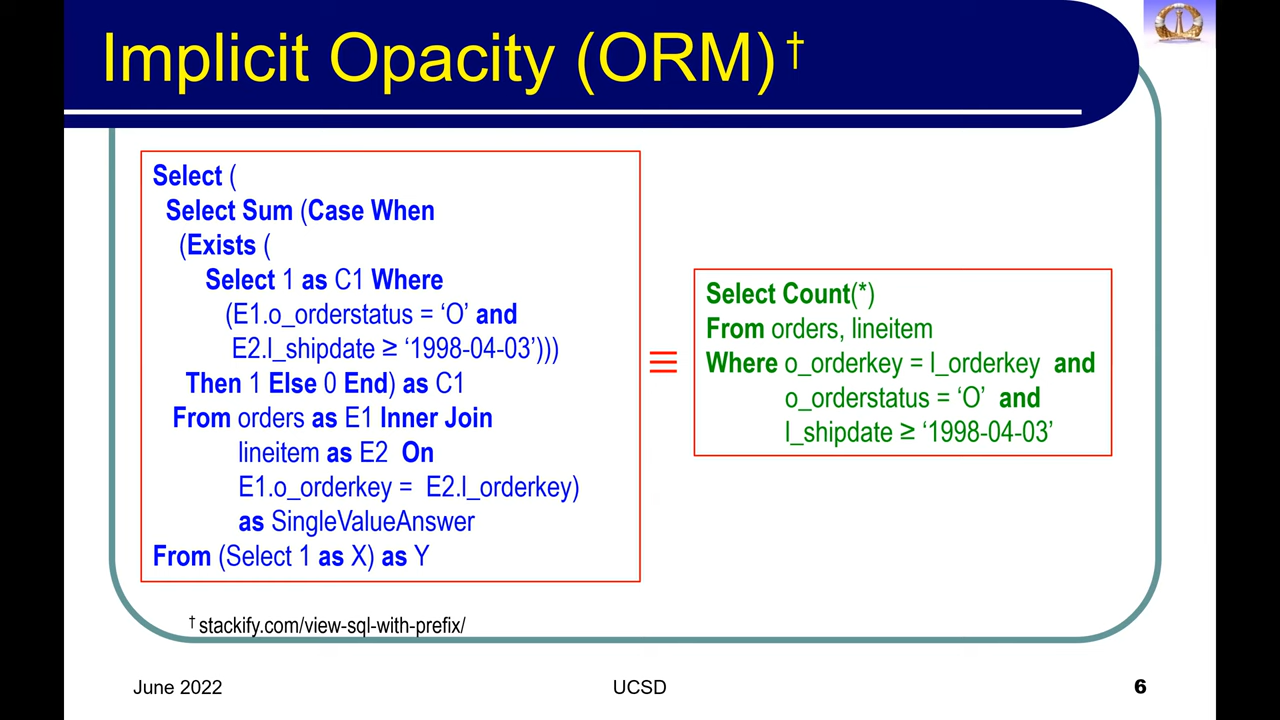 Implicit Opacity (ORM)†
Select (
Select Sum (Case When
(Exists (
Select 1 as C1 Where
(E1.o_orderstatus = ‘O’ and
E2.l_shipdate ≥ ‘1998-04-03’)))
Then 1 Else 0 End) as C1
From orders as E1 Inner Join
lineitem as E2 On
E1.o_orderkey = E2.l_orderkey)
as SingleValueAnswer
From (Select 1 as X) as Y
≡
Select Count(*)
From orders, lineitem
Where o_orderkey = l_orderkey and
o_orderstatus = ‘O’ and
l_shipdate ≥ ‘1998-04-03’
† stackify.com/view-sql-with-prefix/
June 2022
UCSD
6